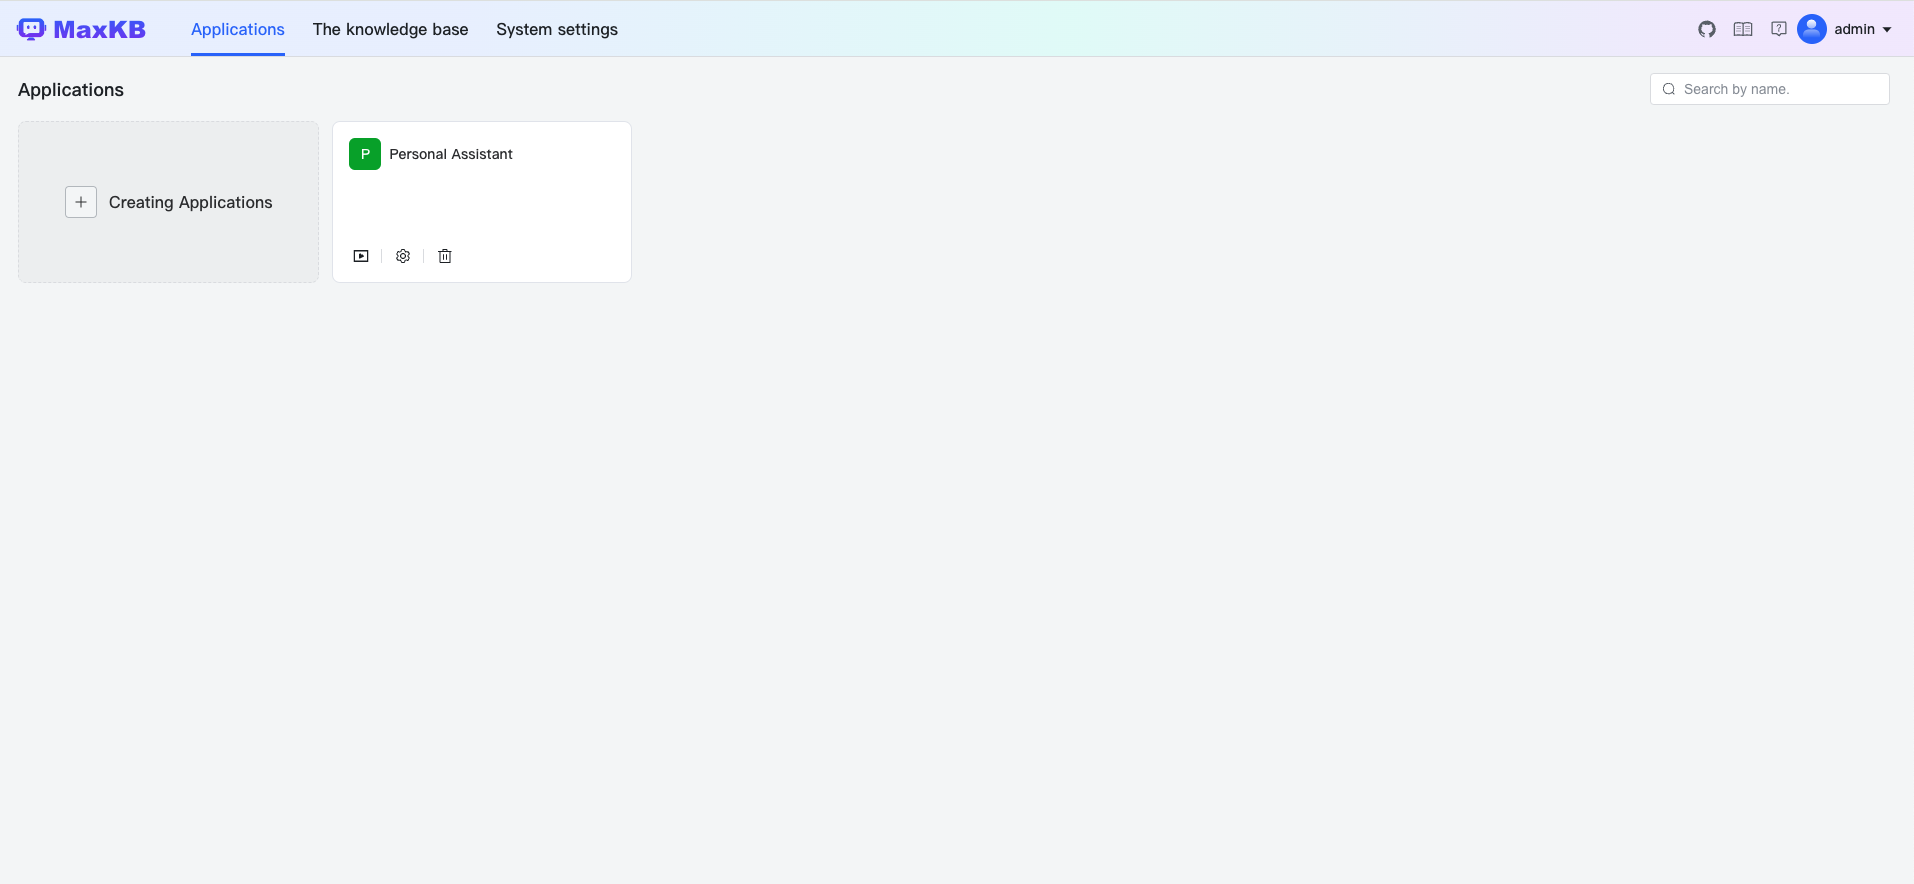 MaxKB
Applications
The knowledge base
System settings
admin
Applications
Search by name.
Creating Applications
P
Personal Assistant